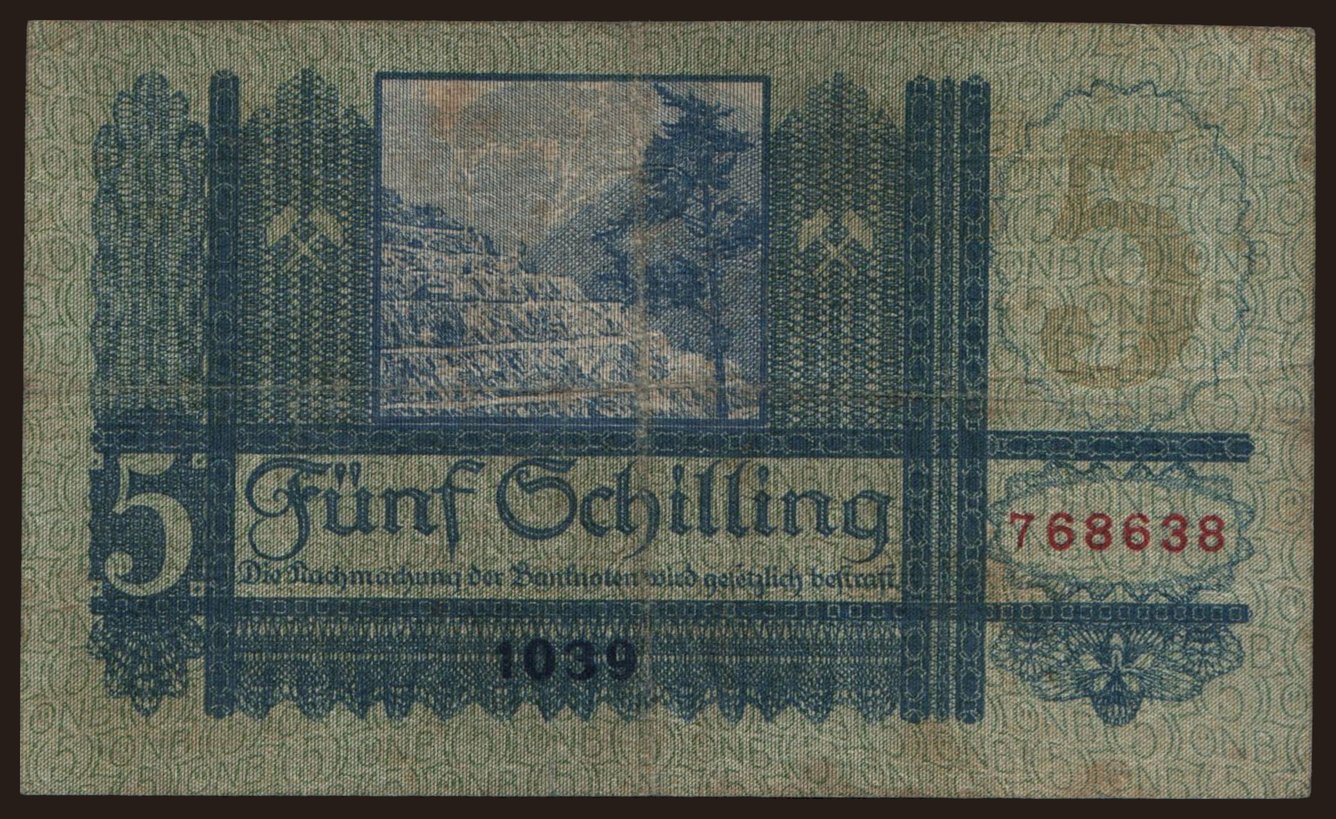 5
5
Fünf Schilling
768638
Die Nachmachung der Banknoten wird gesetzlich bestraft.
1039